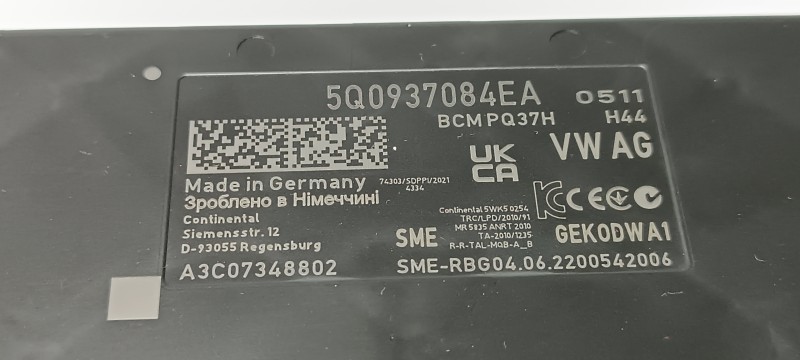 5Q0937084EA 0511
BCM PQ37H H44
VW AG
UK
CA
74303/SDPPI/2021
4334
Made in Germany
Зроблено в Німеччині
Continental
Siemensstr. 12
D-93055 Regensburg
A3C07348802
SME
Continental 5WK5 0254
TRC/LPD/2010/91
MR 5835 ANRT 2010
TA-2010/1235
R-R-TAL-MQB-A_B
CE
GEK0DWA1
SME-RBG04.06.2200542006